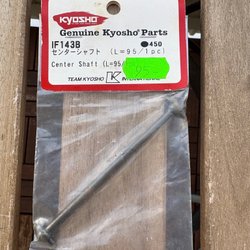 KYOSHO
Genuine Kyosho Parts
IF143B ●450
センターシャフト (L=95/1pc)
Center Shaft (L=95/
TEAM KYOSHO K